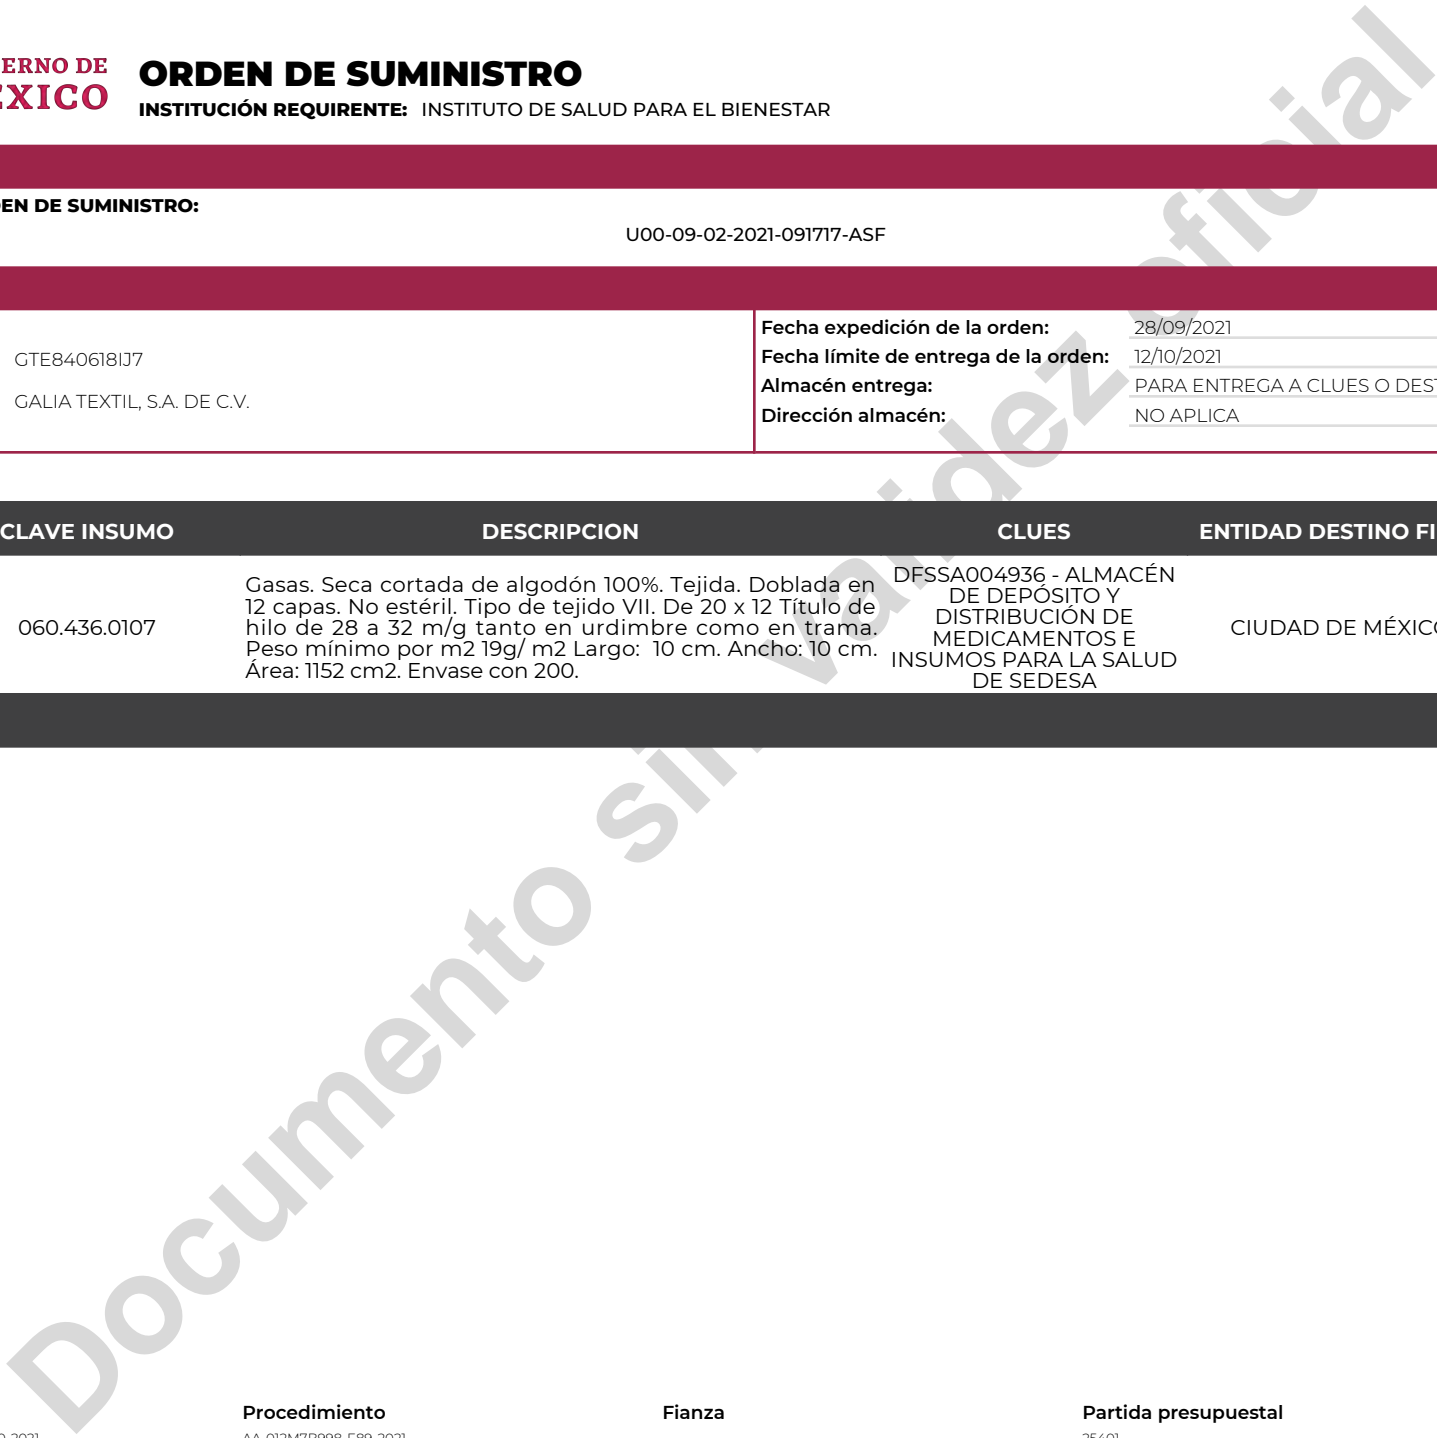 ERNO DE
ÉXICO
ORDEN DE SUMINISTRO
INSTITUCIÓN REQUIRENTE: INSTITUTO DE SALUD PARA EL BIENESTAR
EN DE SUMINISTRO:
U00-09-02-2021-091717-ASF
GTE840618IJ7
GALIA TEXTIL, S.A. DE C.V.
Fecha expedición de la orden: 28/09/2021
Fecha límite de entrega de la orden: 12/10/2021
Almacén entrega: PARA ENTREGA A CLUES O DEST
Dirección almacén: NO APLICA
CLAVE INSUMO DESCRIPCION CLUES ENTIDAD DESTINO FI
060.436.0107
Gasas. Seca cortada de algodón 100%. Tejida. Doblada en
12 capas. No estéril. Tipo de tejido VII. De 20 x 12 Título de
hilo de 28 a 32 m/g tanto en urdimbre como en trama.
Peso mínimo por m2 19g/ m2 Largo: 10 cm. Ancho: 10 cm.
Área: 1152 cm2. Envase con 200.
DFSSA004936 - ALMACÉN
DE DEPÓSITO Y
DISTRIBUCIÓN DE
MEDICAMENTOS E
INSUMOS PARA LA SALUD
DE SEDESA
CIUDAD DE MÉXICO
Documento sin validez oficial
Procedimiento Fianza Partida presupuestal